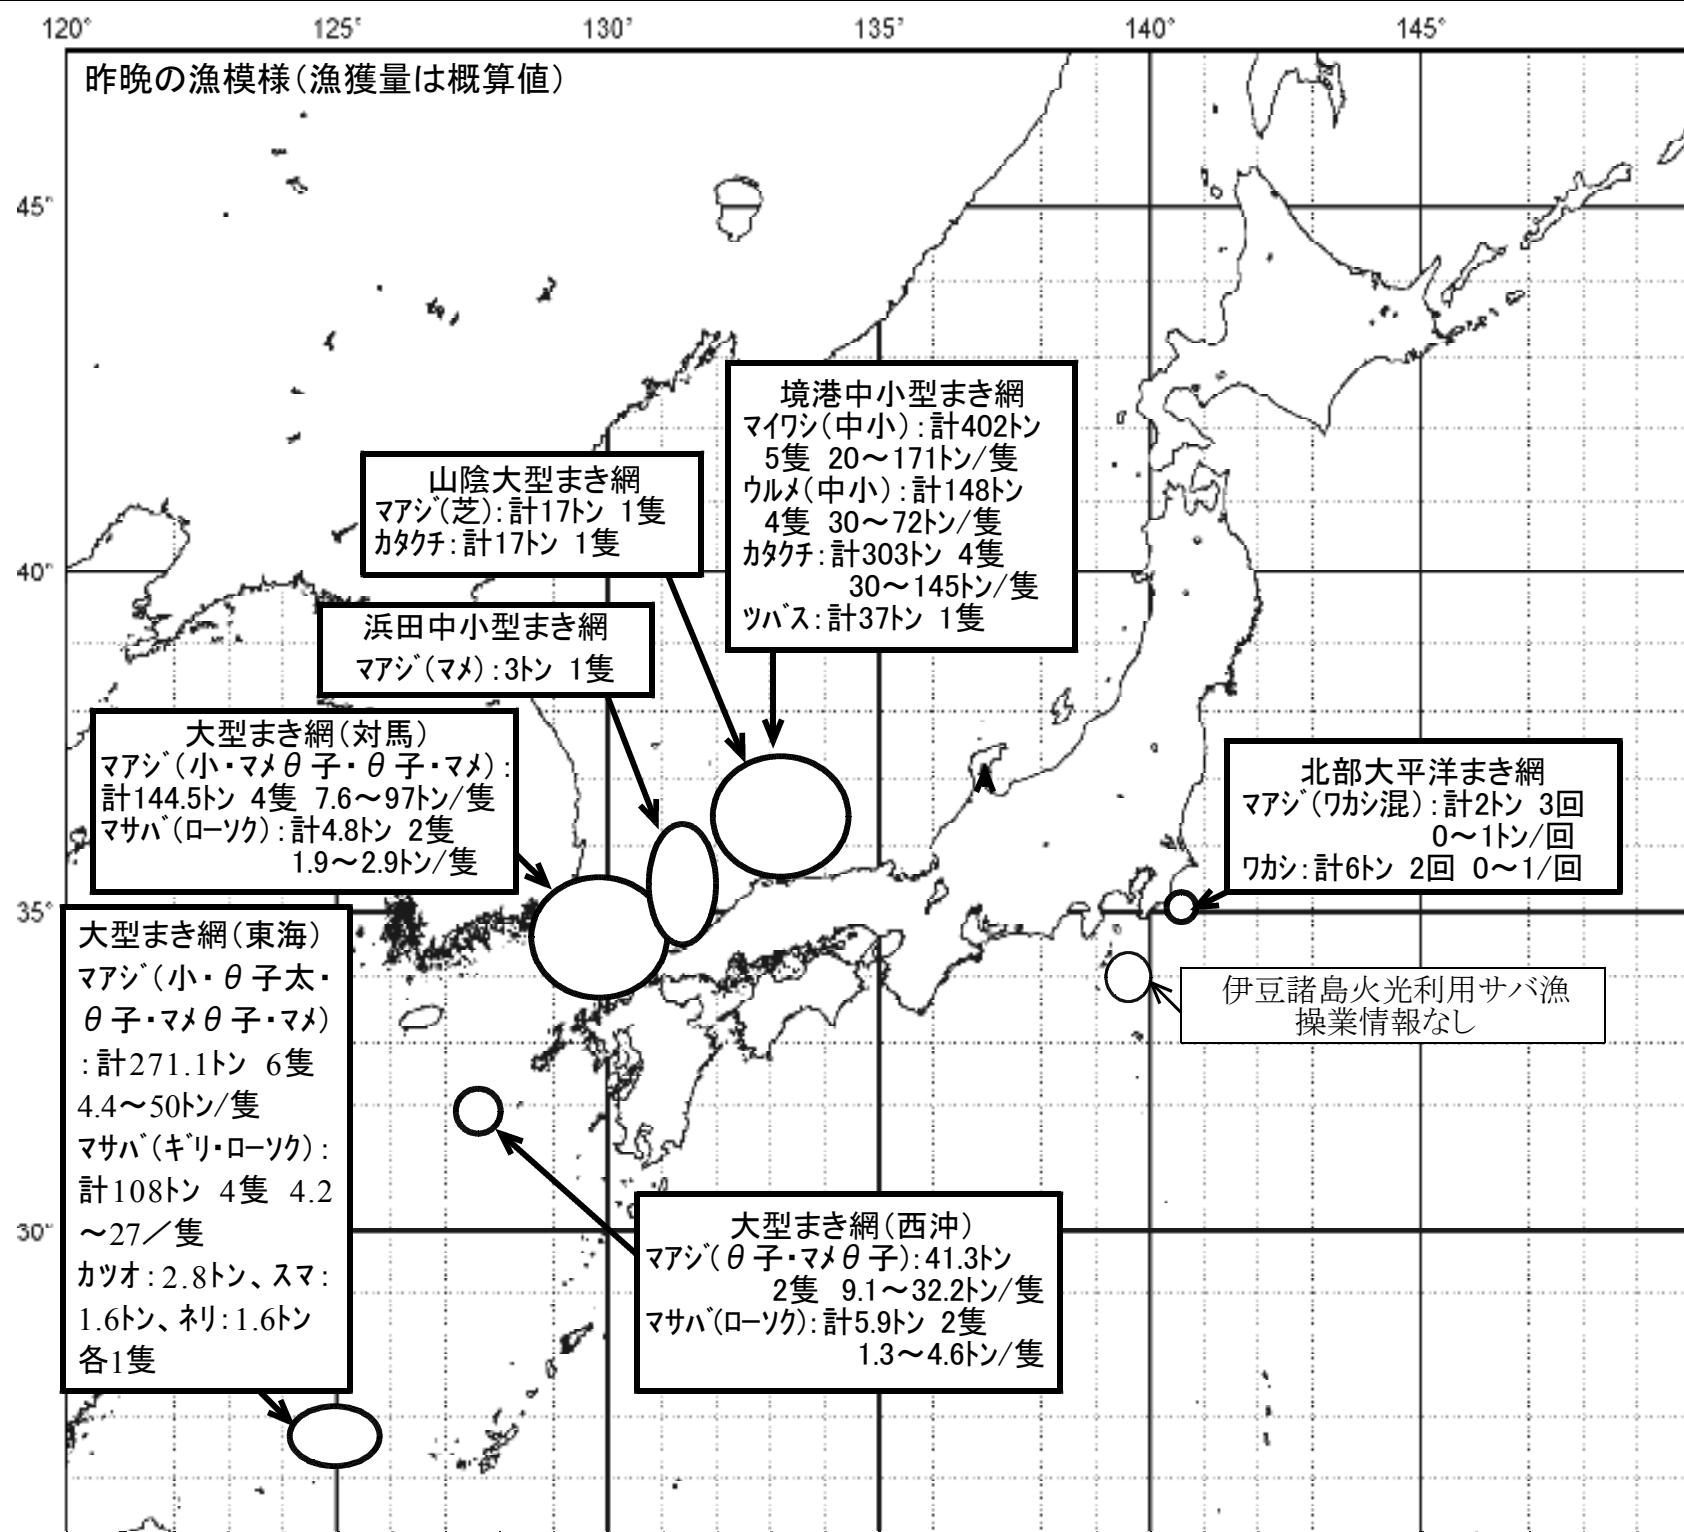 120° 125° 130° 135° 140° 145°
昨晩の漁模様(漁獲量は概算値)
45°
40°
35°
30°
境港中小型まき網
ﾏｲﾜｼ(中小):計402ﾄﾝ
5隻 20～171ﾄﾝ/隻
ｳﾙﾒ(中小):計148ﾄﾝ
4隻 30～72ﾄﾝ/隻
ｶﾀｸﾁ:計303ﾄﾝ 4隻
30～145ﾄﾝ/隻
ﾂﾊﾞｽ:計37ﾄﾝ 1隻
山陰大型まき網
ﾏｱｼﾞ(芝):計17ﾄﾝ 1隻
ｶﾀｸﾁ:計17ﾄﾝ 1隻
浜田中小型まき網
ﾏｱｼﾞ(ﾏﾒ):3ﾄﾝ 1隻
大型まき網(対馬)
ﾏｱｼﾞ(小・ﾏﾒθ子・θ子・ﾏﾒ):
計144.5ﾄﾝ 4隻 7.6～97ﾄﾝ/隻
ﾏｻﾊﾞ(ﾛｰｿｸ):計4.8ﾄﾝ 2隻
1.9～2.9ﾄﾝ/隻
北部太平洋まき網
ﾏｱｼﾞ(ﾜｶｼ混):計2ﾄﾝ 3回
0～1ﾄﾝ/回
ﾜｶｼ:計6ﾄﾝ 2回 0～1/回
大型まき網(東海)
ﾏｱｼﾞ(小・θ子太・
θ子・ﾏﾒθ子・ﾏﾒ)
:計271.1ﾄﾝ 6隻
4.4～50ﾄﾝ/隻
ﾏｻﾊﾞ(ｷﾞﾘ・ﾛｰｿｸ):
計108ﾄﾝ 4隻 4.2
～27／隻
ｶﾂｵ:2.8ﾄﾝ、ｽﾏ:
1.6ﾄﾝ、ﾈﾘ:1.6ﾄﾝ
各1隻
伊豆諸島火光利用サバ漁
操業情報なし
大型まき網(西沖)
ﾏｱｼﾞ(θ子・ﾏﾒθ子):41.3ﾄﾝ
2隻 9.1～32.2ﾄﾝ/隻
ﾏｻﾊﾞ(ﾛｰｿｸ):計5.9ﾄﾝ 2隻
1.3～4.6ﾄﾝ/隻